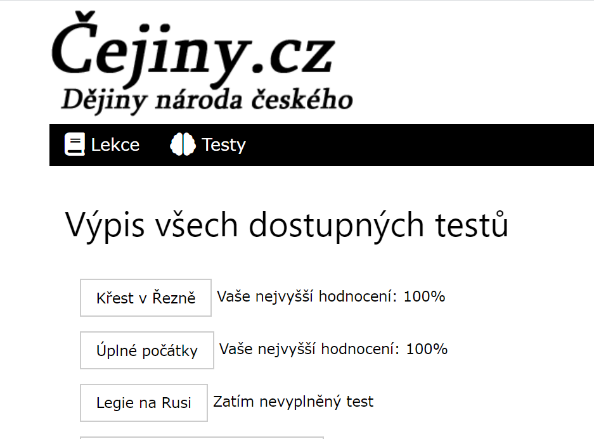 Čejiny.cz
Dějiny národa českého
Lekce Testy
Výpis všech dostupných testů
Křest v Řezně Vaše nejvyšší hodnocení: 100%
Úplné počátky Vaše nejvyšší hodnocení: 100%
Legie na Rusi Zatím nevyplněný test